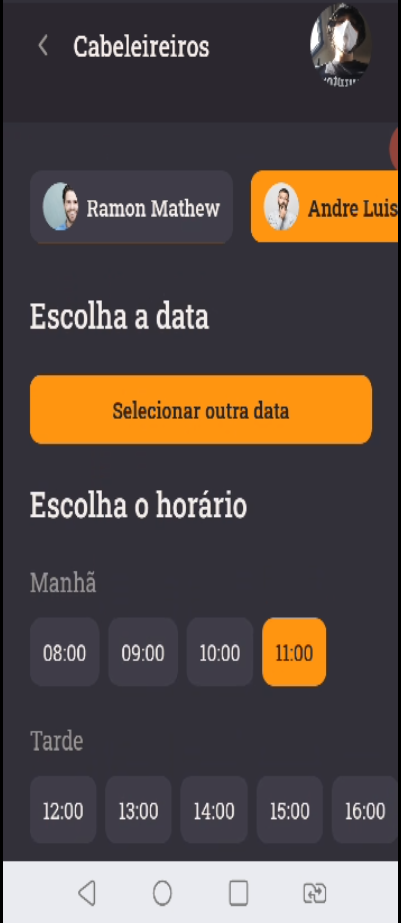 Cabeleireiros
Ramon Mathew
Andre Luis
Escolha a data
Selecionar outra data
Escolha o horário
Manhã
08:00 09:00 10:00 11:00
Tarde
12:00 13:00 14:00 15:00 16:00